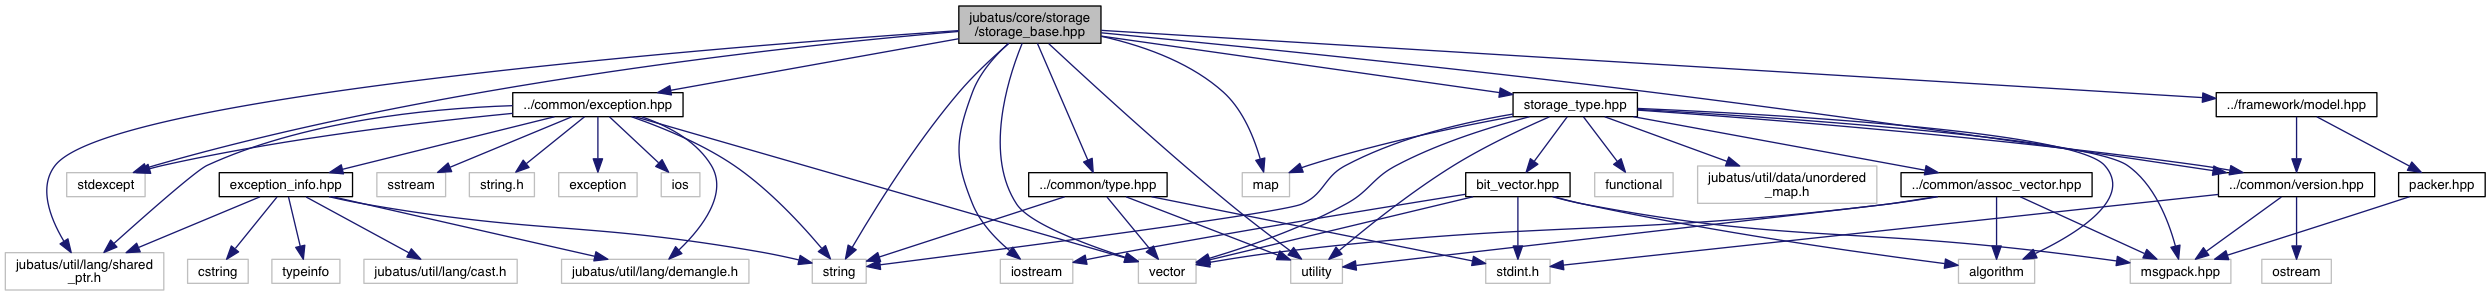 jubatus/core/storage
/storage_base.hpp
../common/exception.hpp
storage_type.hpp
../framework/model.hpp
stdexcept
exception_info.hpp
sstream
string.h
exception
ios
../common/type.hpp
map
bit_vector.hpp
functional
jubatus/util/data/unordered
_map.h
../common/assoc_vector.hpp
../common/version.hpp
packer.hpp
jubatus/util/lang/shared
_ptr.h
cstring
typeinfo
jubatus/util/lang/cast.h
jubatus/util/lang/demangle.h
string
iostream
vector
utility
stdint.h
algorithm
msgpack.hpp
ostream